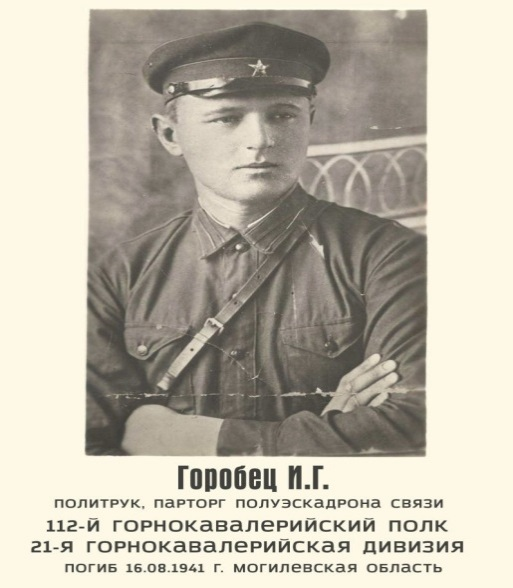 Горобец И.Г.
ПОЛИТРУК, ПАРТОРГ ПОЛУЭСКАДРОНА СВЯЗИ
112-Й ГОРНОКАВАЛЕРИЙСКИЙ ПОЛК
21-Я ГОРНОКАВАЛЕРИЙСКАЯ ДИВИЗИЯ
ПОГИБ 16.08.1941 Г. МОГИЛЕВСКАЯ ОБЛАСТЬ